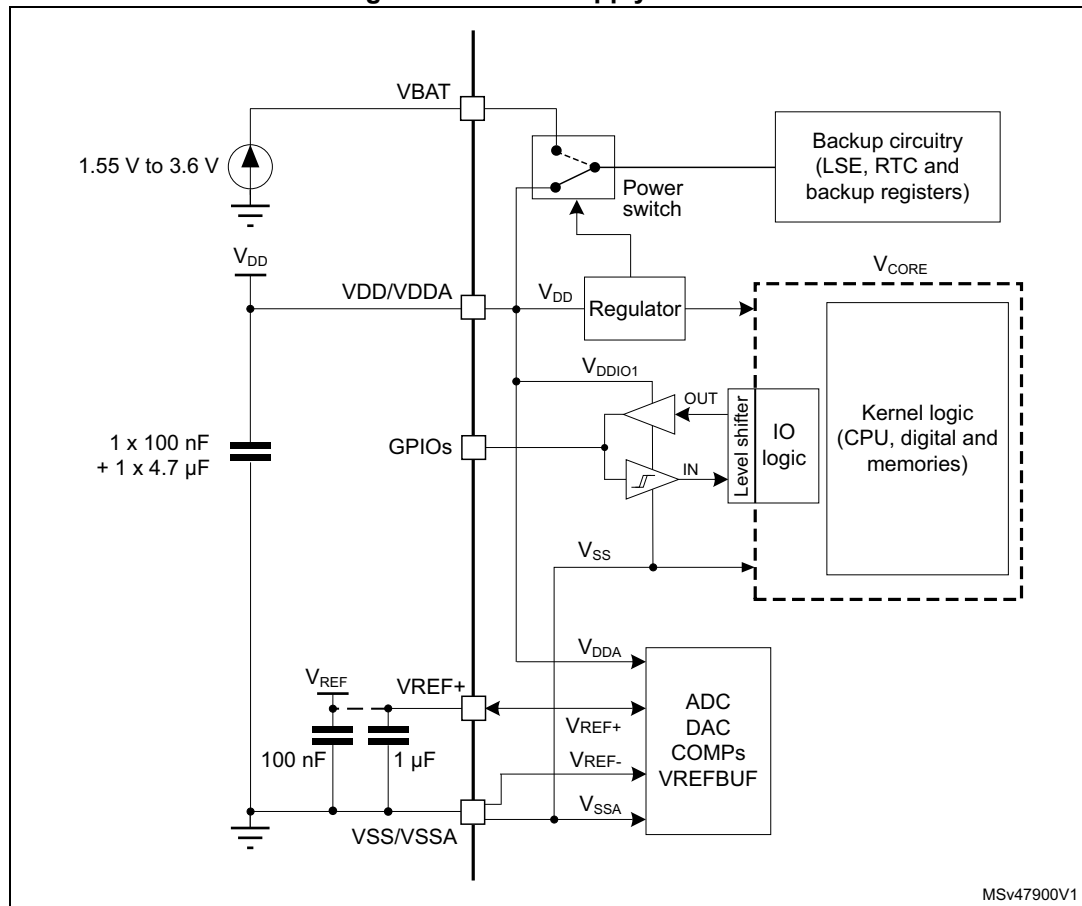 VBAT
1.55 V to 3.6 V
Power
switch
Backup circuitry
(LSE, RTC and
backup registers)
VDD
VDD/VDDA
VDD
Regulator
VCORE
VDDIO1
OUT
GPIOs
IN
Level shifter
IO
logic
Kernel logic
(CPU, digital and
memories)
1 x 100 nF
+ 1 x 4.7 µF
VSS
VDDA
VREF
VREF+
VREF+
100 nF
1 µF
VREF-
VSSA
ADC
DAC
COMPs
VREFBUF
VSS/VSSA
MSv47900V1